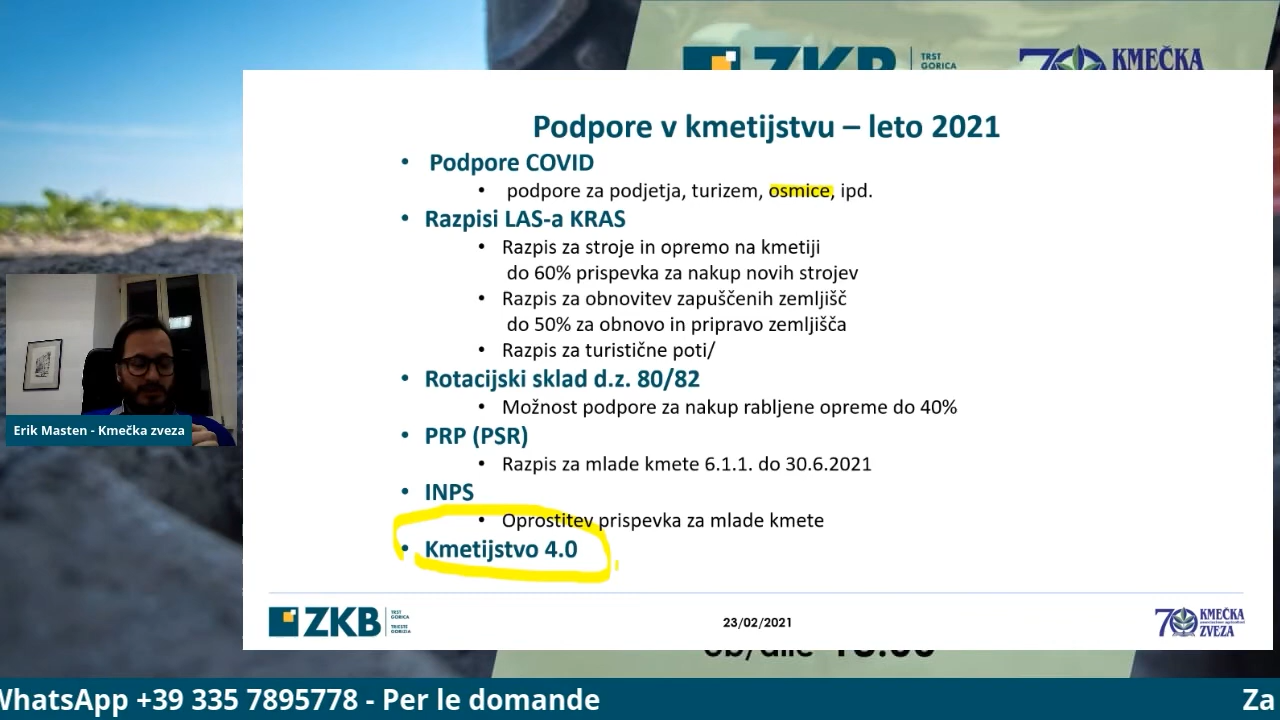 ZKB
TRST
GORICA
70 KMEČKA
Podpore v kmetijstvu – leto 2021
• Podpore COVID
• podpore za podjetja, turizem, osmice, ipd.
• Razpisi LAS-a KRAS
• Razpis za stroje in opremo na kmetiji
do 60% prispevka za nakup novih strojev
• Razpis za obnovitev zapuščenih zemljišč
do 50% za obnovo in pripravo zemljišča
• Razpis za turistične poti/
• Rotacijski sklad d.z. 80/82
• Možnost podpore za nakup rabljene opreme do 40%
• PRP (PSR)
• Razpis za mlade kmete 6.1.1. do 30.6.2021
• INPS
• Oprostitev prispevka za mlade kmete
• Kmetijstvo 4.0
Erik Masten - Kmečka zveza
ZKB
TRST
GORICA
TRIESTE
GORIZIA
23/02/2021
70 KMEČKA
ZVEZA
WhatsApp +39 335 7895778 - Per le domande
Za